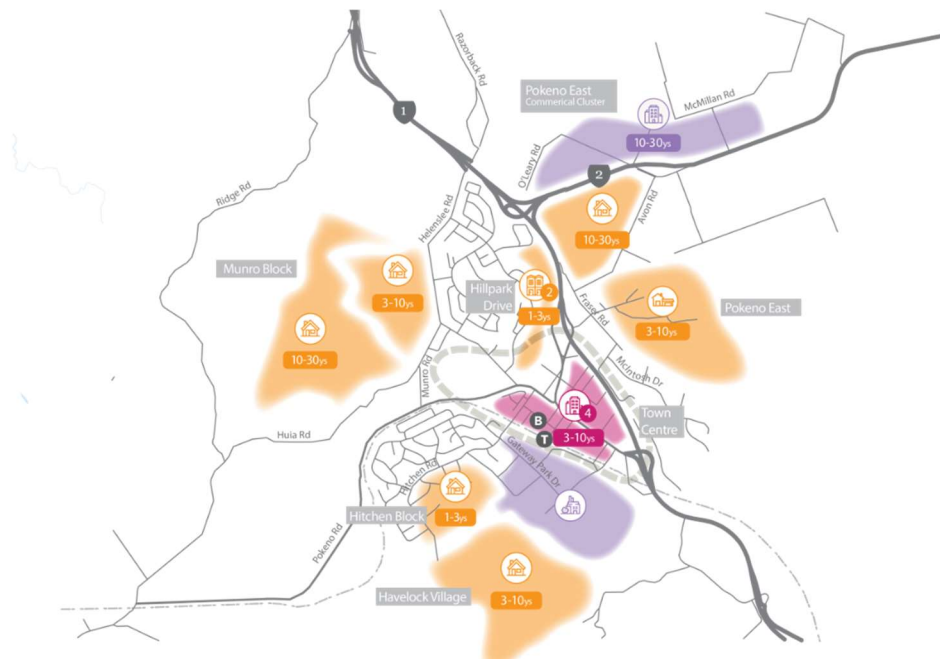 Razorback Rd
1
Pokeno East
Commerical Cluster
McMillan Rd
10-30ys
O'Leary Rd
2
Ridge Rd
Helenslee Rd
Avon Rd
10-30ys
Munro Block
3-10ys
Hillpark
Drive
2
1-3ys
Fraser Rd
Pokeno East
3-10ys
10-30ys
McIntosh Dr
Munro Rd
Huia Rd
B
4
Town
Centre
T
3-10ys
Gateway Park Dr
Hitchen Rd
Hitchen Block
1-3ys
Pokeno Rd
Havelock Village
3-10ys